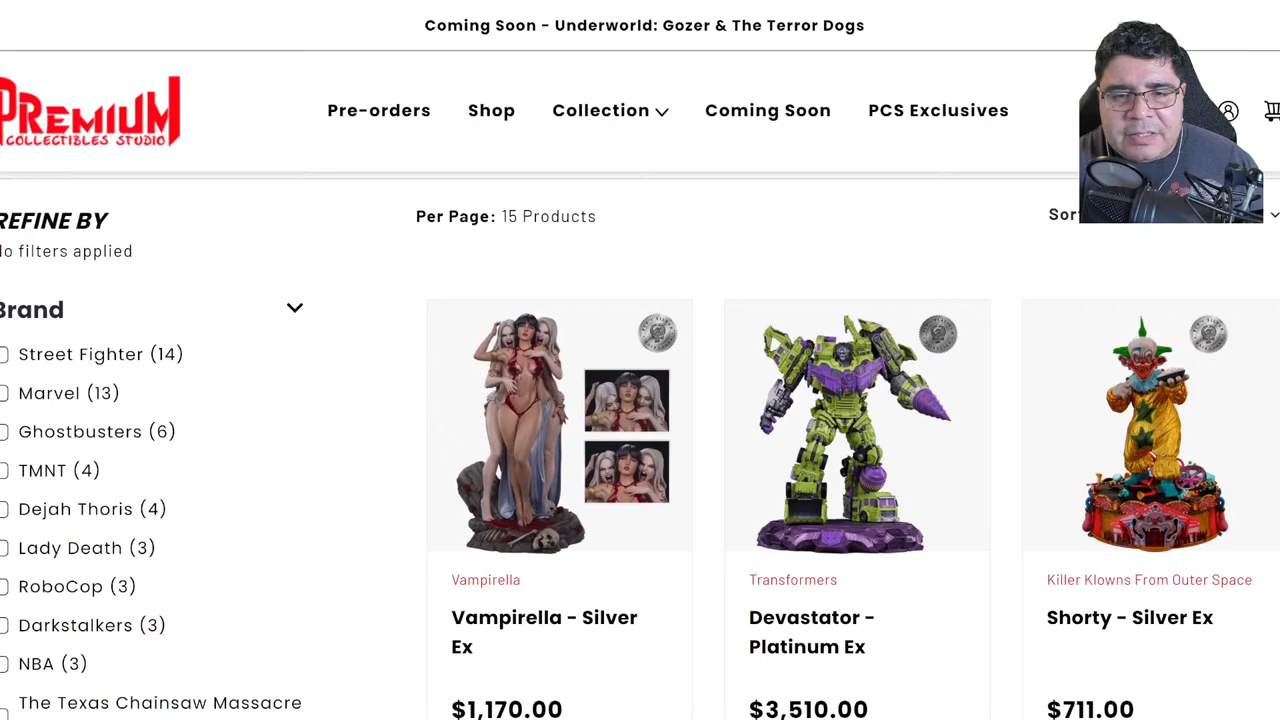 Coming Soon - Underworld: Gozer & The Terror Dogs
PREMIUM
COLLECTIBLES STUDIO
Pre-orders
Shop
Collection
Coming Soon
PCS Exclusives
REFINE BY
No filters applied
Per Page: 15 Products
Sort
Brand
Street Fighter (14)
Marvel (13)
Ghostbusters (6)
TMNT (4)
Dejah Thoris (4)
Lady Death (3)
RoboCop (3)
Darkstalkers (3)
NBA (3)
The Texas Chainsaw Massacre
Vampirella
Vampirella - Silver
Ex
$1,170.00
Transformers
Devastator -
Platinum Ex
$3,510.00
Killer Klowns From Outer Space
Shorty - Silver Ex
$711.00